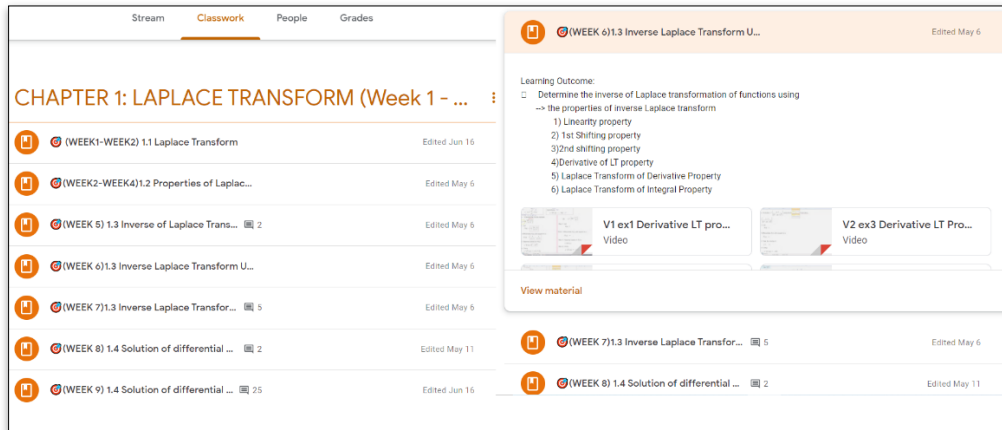 Stream Classwork People Grades
CHAPTER 1: LAPLACE TRANSFORM (Week 1 - ...
(WEEK1-WEEK2) 1.1 Laplace Transform Edited Jun 16
(WEEK2-WEEK4)1.2 Properties of Laplac... Edited May 6
(WEEK 5) 1.3 Inverse of Laplace Trans... 2 Edited May 6
(WEEK 6)1.3 Inverse Laplace Transform U... Edited May 6
(WEEK 7)1.3 Inverse Laplace Transfor... 5 Edited May 6
(WEEK 8) 1.4 Solution of differential ... 2 Edited May 11
(WEEK 9) 1.4 Solution of differential ... 25 Edited Jun 16
(WEEK 6)1.3 Inverse Laplace Transform U... Edited May 6
Learning Outcome:
Determine the inverse of Laplace transformation of functions using
--> the properties of inverse Laplace transform
1) Linearity property
2) 1st Shifting property
3)2nd shifting property
4)Derivative of LT property
5) Laplace Transform of Derivative Property
6) Laplace Transform of Integral Property
V1 ex1 Derivative LT pro...
Video
V2 ex3 Derivative LT Pro...
Video
View material
(WEEK 7)1.3 Inverse Laplace Transfor... 5 Edited May 6
(WEEK 8) 1.4 Solution of differential ... 2 Edited May 11